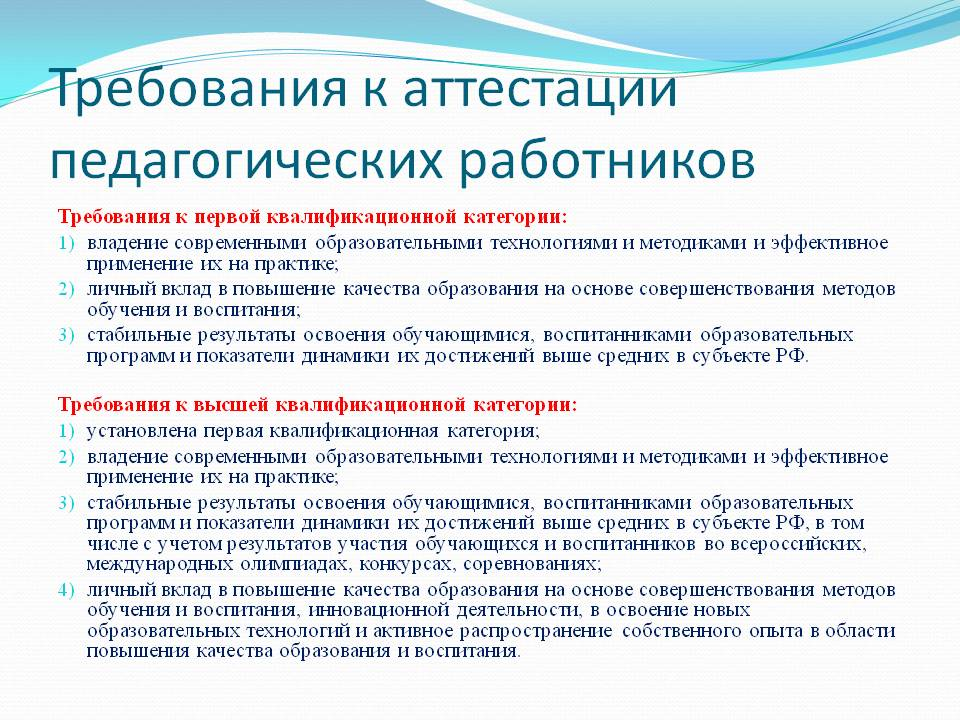 Требования к аттестации
педагогических работников
Требования к первой квалификационной категории:
1) владение современными образовательными технологиями и методиками и эффективное
применение их на практике;
2) личный вклад в повышение качества образования на основе совершенствования методов
обучения и воспитания;
3) стабильные результаты освоения обучающимися, воспитанниками образовательных
программ и показатели динамики их достижений выше средних в субъекте РФ.
Требования к высшей квалификационной категории:
1) установлена первая квалификационная категория;
2) владение современными образовательными технологиями и методиками и эффективное
применение их на практике;
3) стабильные результаты освоения обучающимися, воспитанниками образовательных
программ и показатели динамики их достижений выше средних в субъекте РФ, в том
числе с учетом результатов участия обучающихся и воспитанников во всероссийских,
международных олимпиадах, конкурсах, соревнованиях;
4) личный вклад в повышение качества образования на основе совершенствования методов
обучения и воспитания, инновационной деятельности, в освоение новых
образовательных технологий и активное распространение собственного опыта в области
повышения качества образования и воспитания.